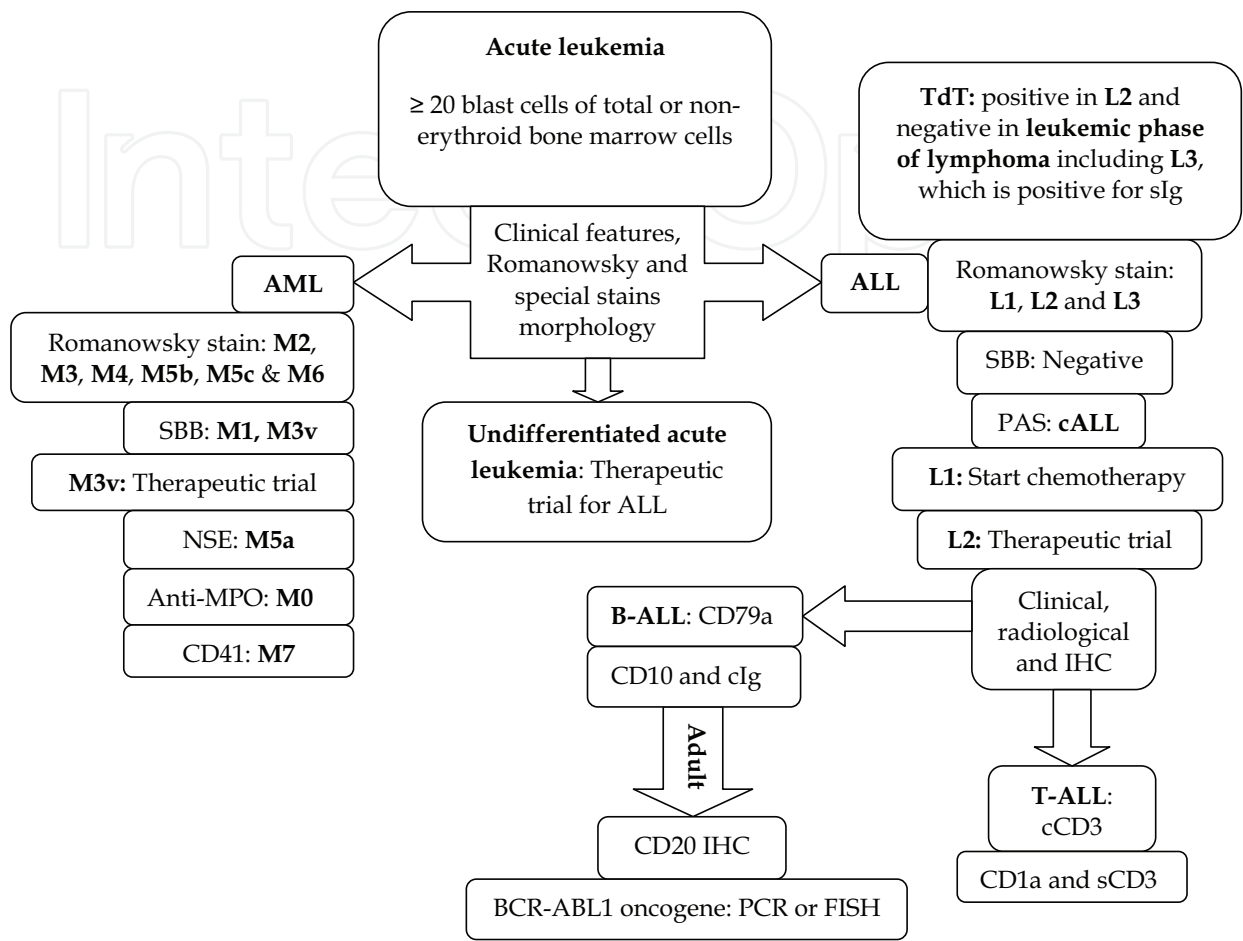 Acute leukemia
≥ 20 blast cells of total or non-
erythroid bone marrow cells
TdT: positive in L2 and
negative in leukemic phase
of lymphoma including L3,
which is positive for sIg
Clinical features,
Romanowsky and
special stains
morphology
AML
Romanowsky stain: M2,
M3, M4, M5b, M5c & M6
SBB: M1, M3v
M3v: Therapeutic trial
NSE: M5a
Anti-MPO: M0
CD41: M7
Undifferentiated acute
leukemia: Therapeutic
trial for ALL
ALL
Romanowsky stain:
L1, L2 and L3
SBB: Negative
PAS: cALL
L1: Start chemotherapy
L2: Therapeutic trial
Clinical,
radiological
and IHC
B-ALL: CD79a
CD10 and cIg
Adult
CD20 IHC
BCR-ABL1 oncogene: PCR or FISH
T-ALL:
cCD3
CD1a and sCD3